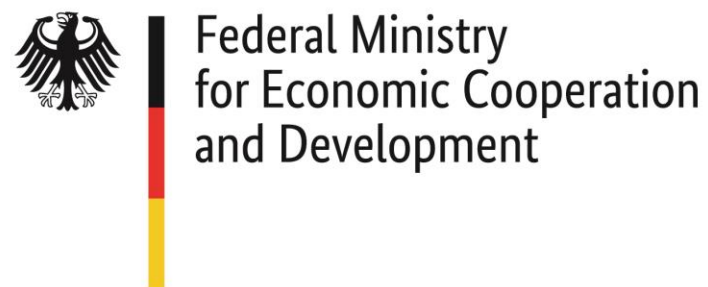 Federal Ministry
for Economic Cooperation
and Development